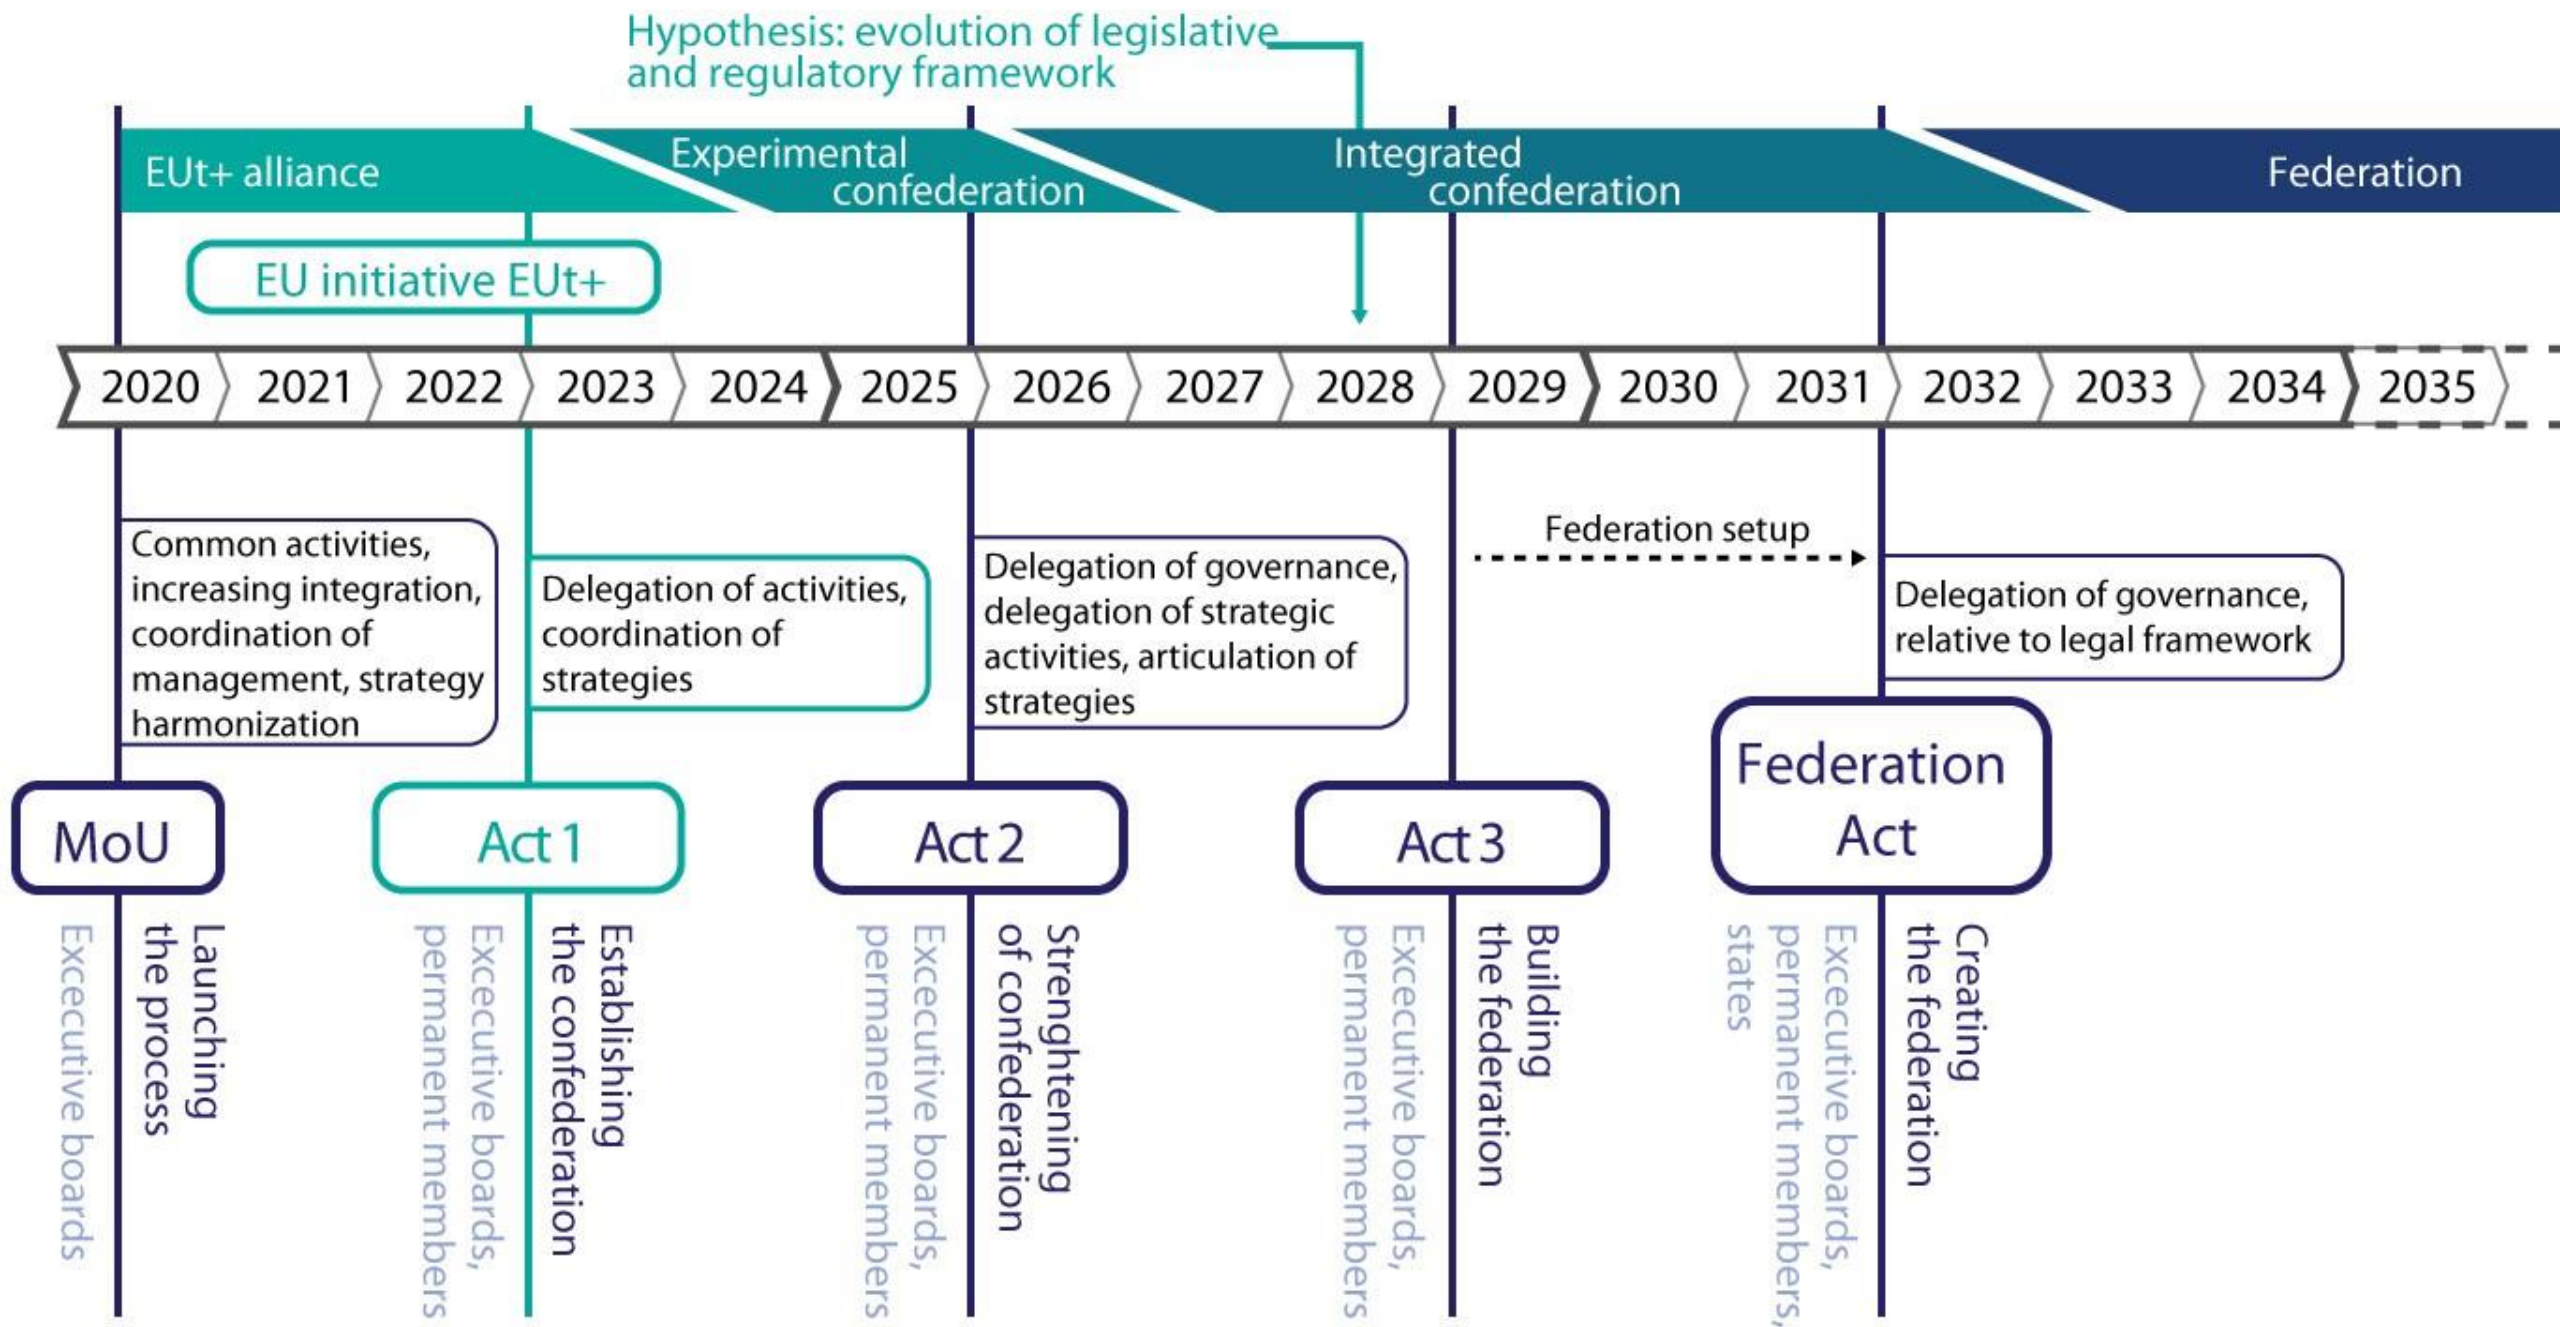 Hypothesis: evolution of legislative
and regulatory framework
EUt+ alliance
Experimental
confederation
Integrated
confederation
Federation
EU initiative EUt+
2020
2021
2022
2023
2024
2025
2026
2027
2028
2029
2030
2031
2032
2033
2034
2035
Common activities,
increasing integration,
coordination of
management, strategy
harmonization
Delegation of activities,
coordination of
strategies
Delegation of governance,
delegation of strategic
activities, articulation of
strategies
Federation setup
Delegation of governance,
relative to legal framework
MoU
Act 1
Act 2
Act 3
Federation
Act
Excecutive boards
Launching
the process
Excecutive boards,
permanent members
Establishing
the confederation
Excecutive boards,
permanent members
Strenghtening
of confederation
Excecutive boards,
permanent members
Building
the federation
Excecutive boards,
permanent members,
states
Creating
the federation